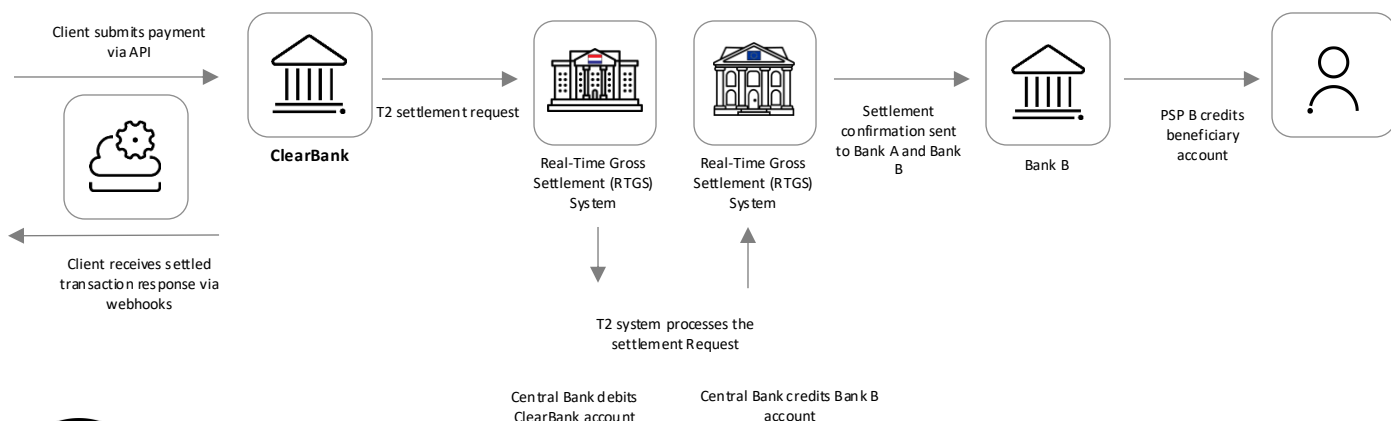 Client submits payment
via API
ClearBank
Client receives settled
transaction response via
webhooks
T2 settlement request
Real-Time Gross
Settlement (RTGS)
System
Real-Time Gross
Settlement (RTGS)
System
T2 system processes the
settlement Request
Central Bank debits
ClearBank account
Central Bank credits Bank B
account
Settlement
confirmation sent
to Bank A and Bank
B
Bank B
PSP B credits
beneficiary
account